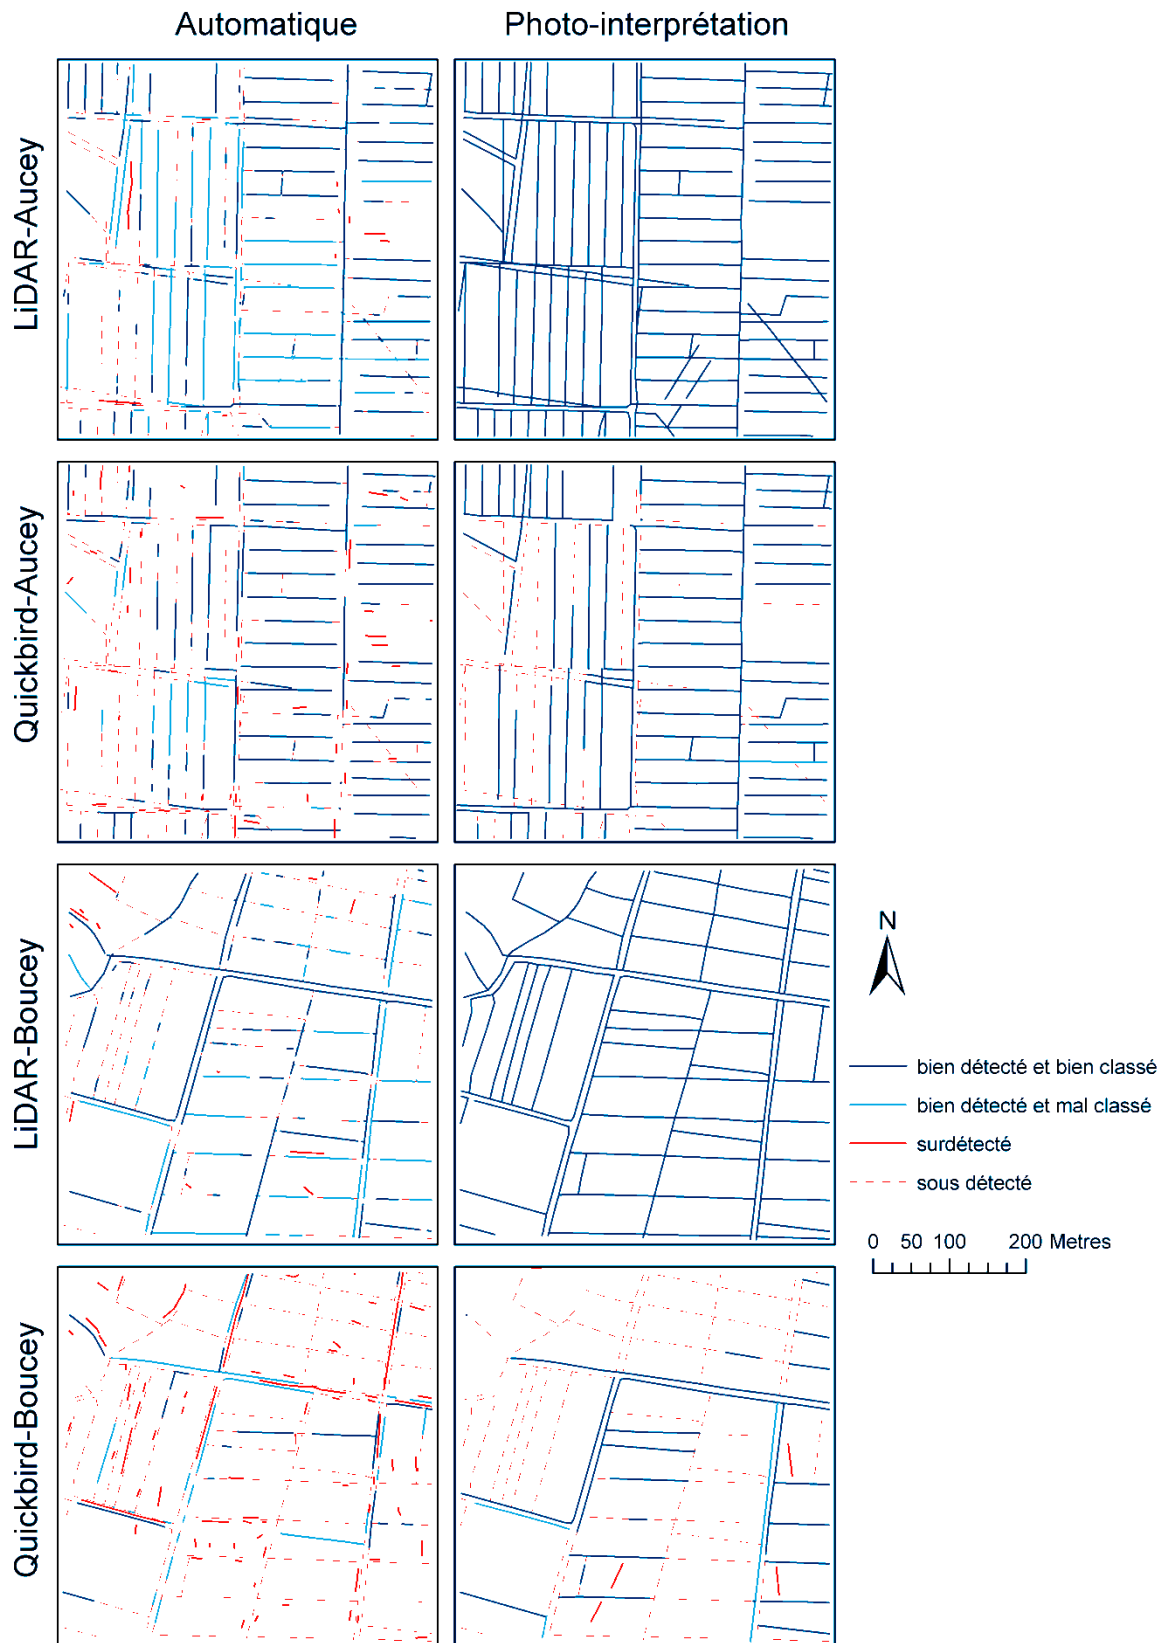 Automatique
Photo-interprétation
LiDAR-Aucey
Quickbird-Aucey
LiDAR-Boucey
Quickbird-Boucey
N
bien détecté et bien classé
bien détecté et mal classé
surdétecté
sous détecté
0 50 100 200 Metres